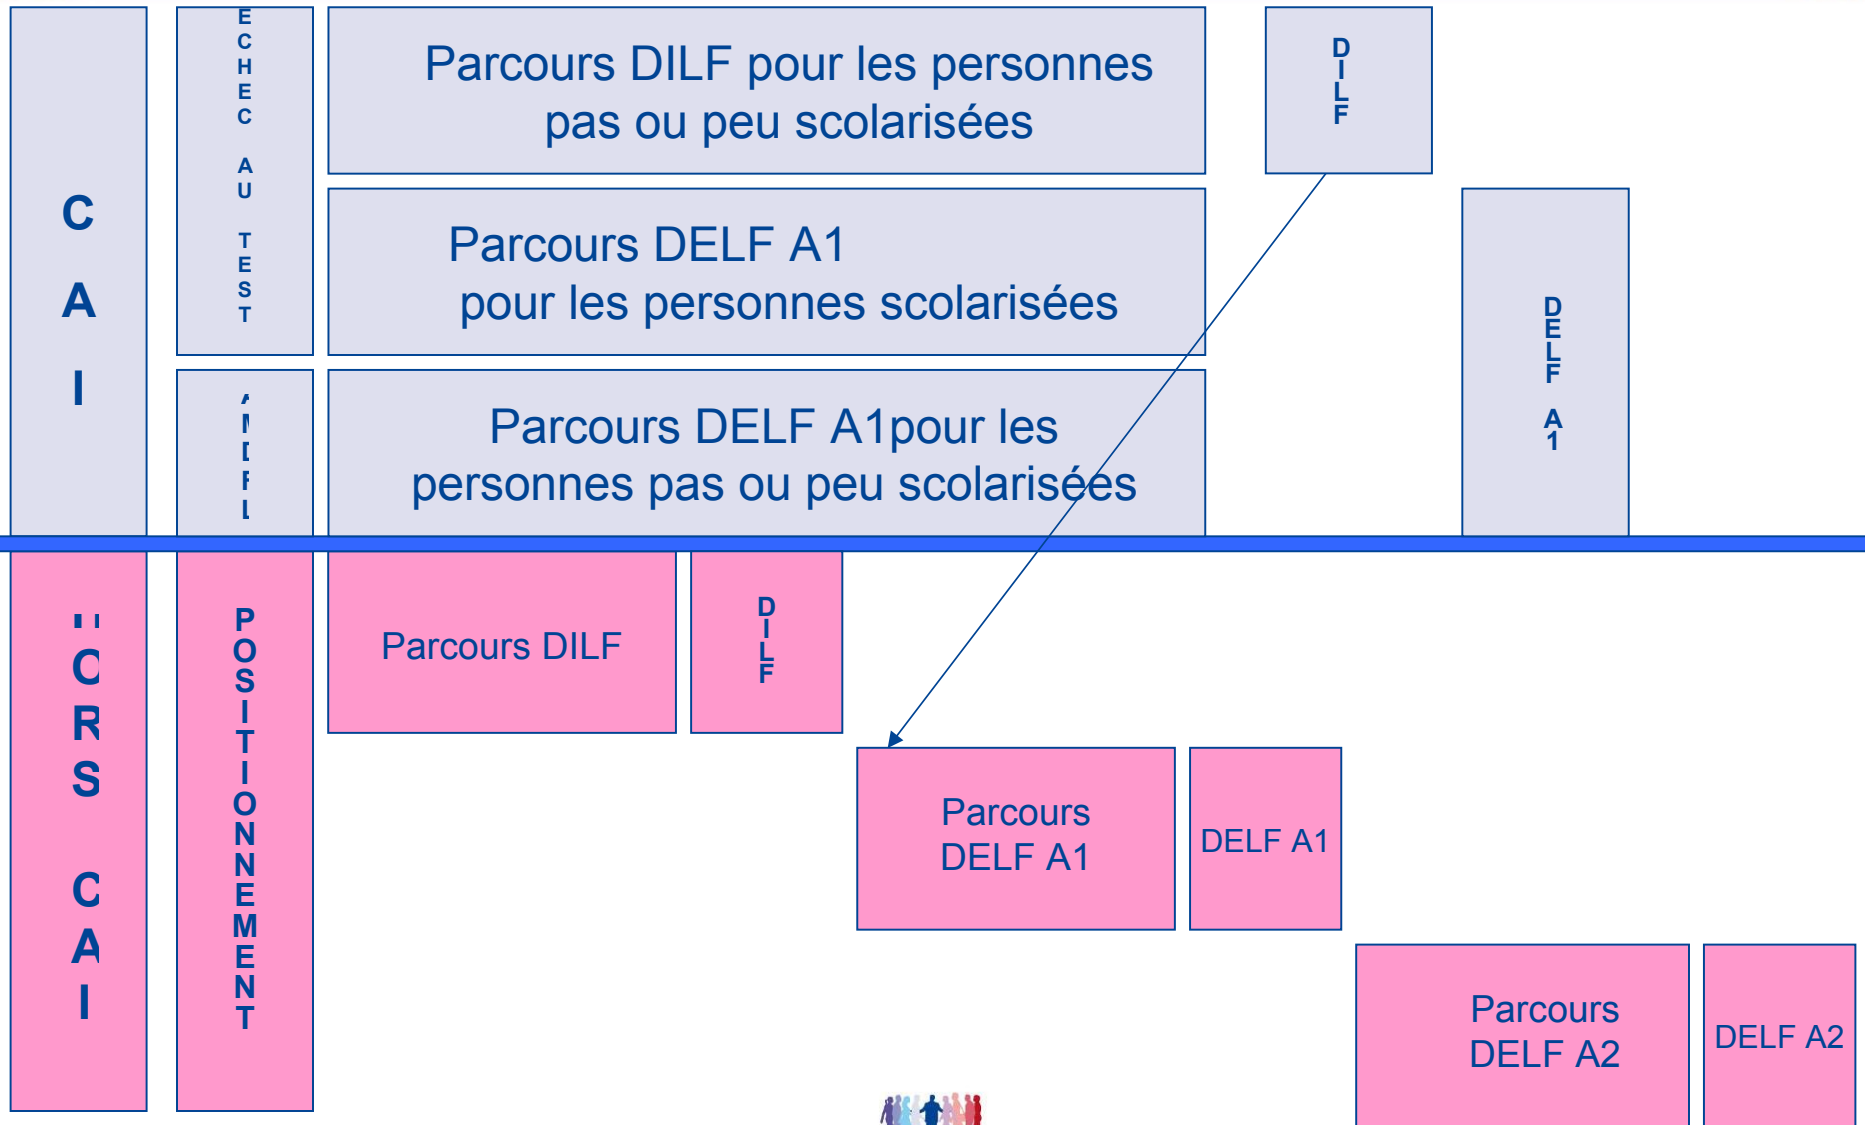 CAI
ECHEC AU TEST
Parcours DILF pour les personnes
pas ou peu scolarisées
DILF
Parcours DELF A1
pour les personnes scolarisées
DELF A1
Parcours DELF A1pour les
personnes pas ou peu scolarisées
HORS CAI
POSITIONNEMENT
Parcours DILF
DILF
Parcours
DELF A1
DELF A1
Parcours
DELF A2
DELF A2